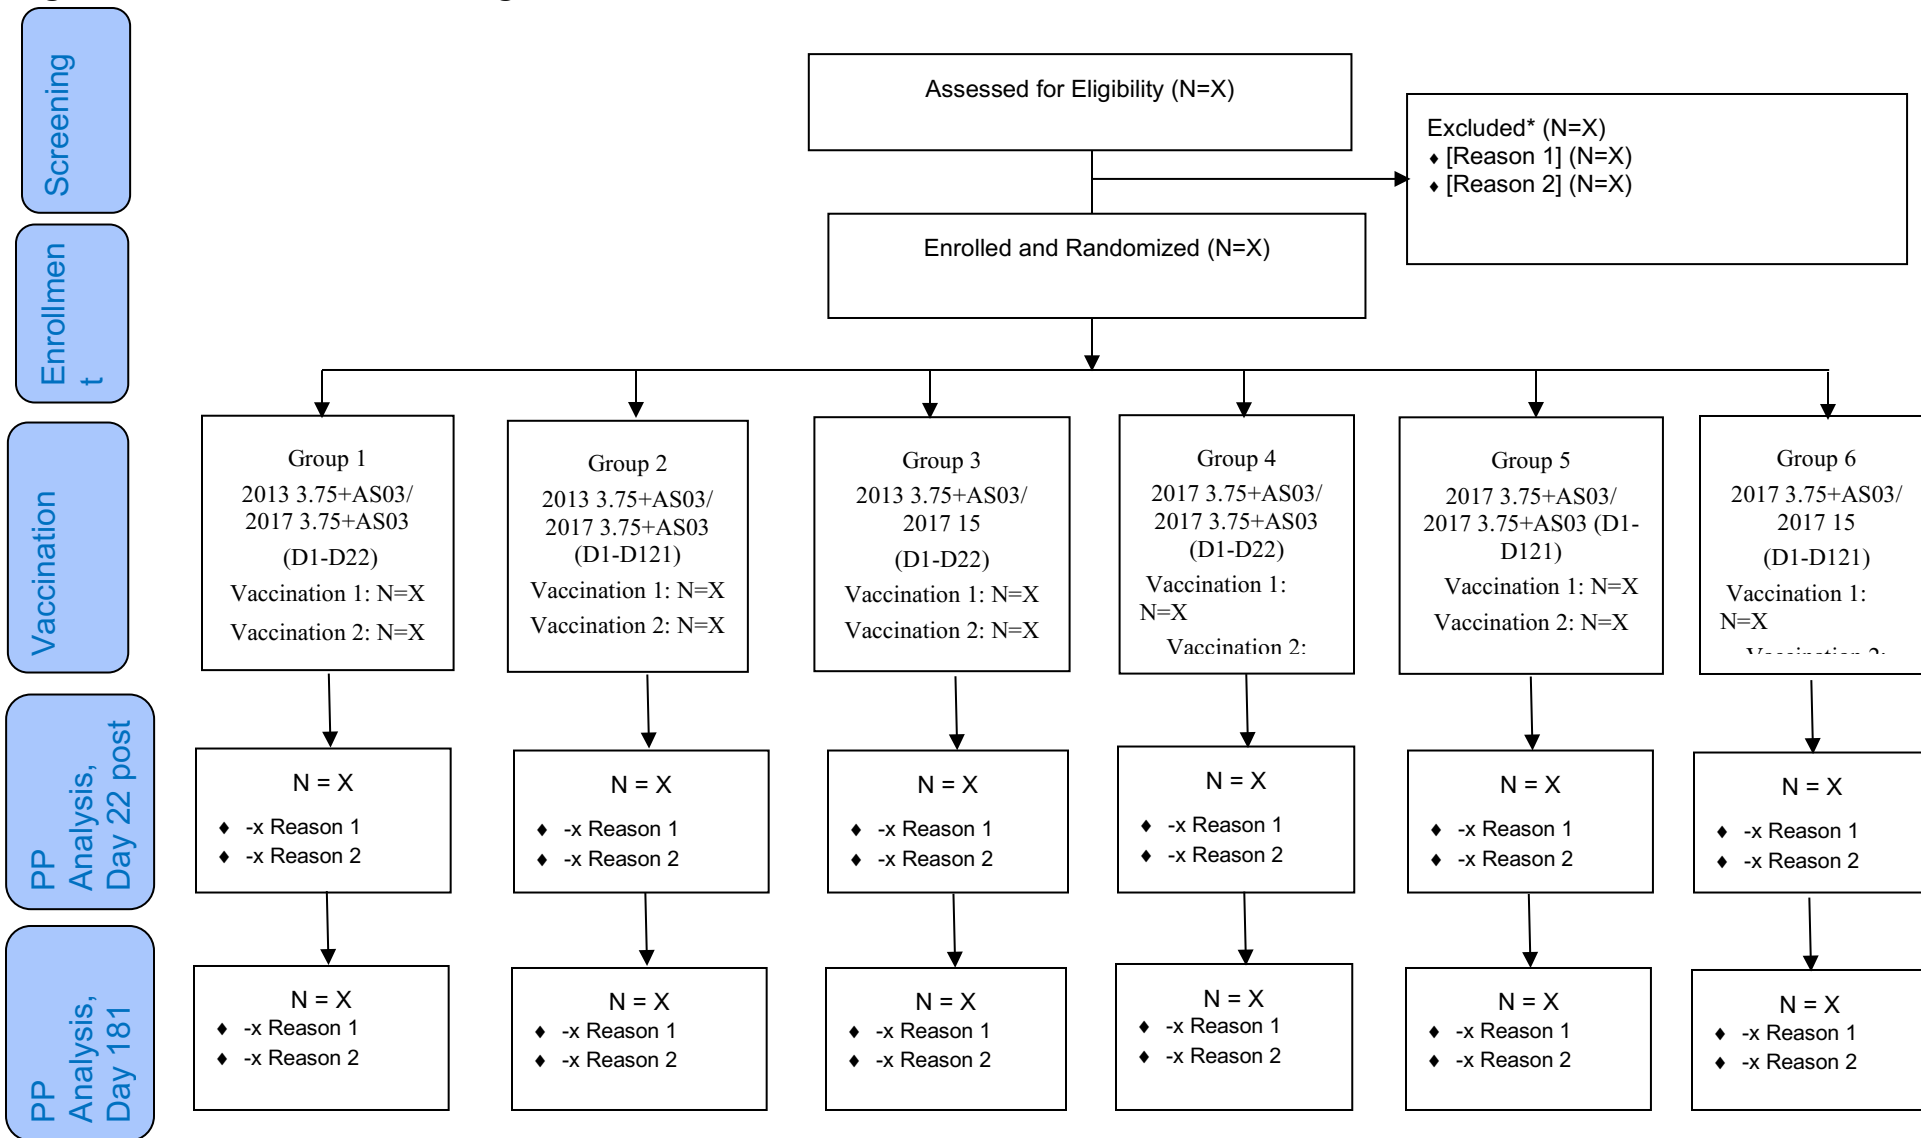 Screening
Assessed for Eligibility (N=X)
Excluded* (N=X)
♦ [Reason 1] (N=X)
♦ [Reason 2] (N=X)
Enrollmen
t
Enrolled and Randomized (N=X)
Vaccination
Group 1
2013 3.75+AS03/
2017 3.75+AS03
(D1-D22)
Vaccination 1: N=X
Vaccination 2: N=X
Group 2
2013 3.75+AS03/
2017 3.75+AS03
(D1-D121)
Vaccination 1: N=X
Vaccination 2: N=X
Group 3
2013 3.75+AS03/
2017 15
(D1-D22)
Vaccination 1: N=X
Vaccination 2: N=X
Group 4
2017 3.75+AS03/
2017 3.75+AS03
(D1-D22)
Vaccination 1:
N=X
Vaccination 2:
Group 5
2017 3.75+AS03/
2017 3.75+AS03 (D1-
D121)
Vaccination 1: N=X
Vaccination 2: N=X
Group 6
2017 3.75+AS03/
2017 15
(D1-D121)
Vaccination 1:
N=X
Vaccination 2:
PP
Analysis,
Day 22 post
N = X
♦ -x Reason 1
♦ -x Reason 2
N = X
♦ -x Reason 1
♦ -x Reason 2
N = X
♦ -x Reason 1
♦ -x Reason 2
N = X
♦ -x Reason 1
♦ -x Reason 2
N = X
♦ -x Reason 1
♦ -x Reason 2
N = X
♦ -x Reason 1
♦ -x Reason 2
PP
Analysis,
Day 181
N = X
♦ -x Reason 1
♦ -x Reason 2
N = X
♦ -x Reason 1
♦ -x Reason 2
N = X
♦ -x Reason 1
♦ -x Reason 2
N = X
♦ -x Reason 1
♦ -x Reason 2
N = X
♦ -x Reason 1
♦ -x Reason 2
N = X
♦ -x Reason 1
♦ -x Reason 2